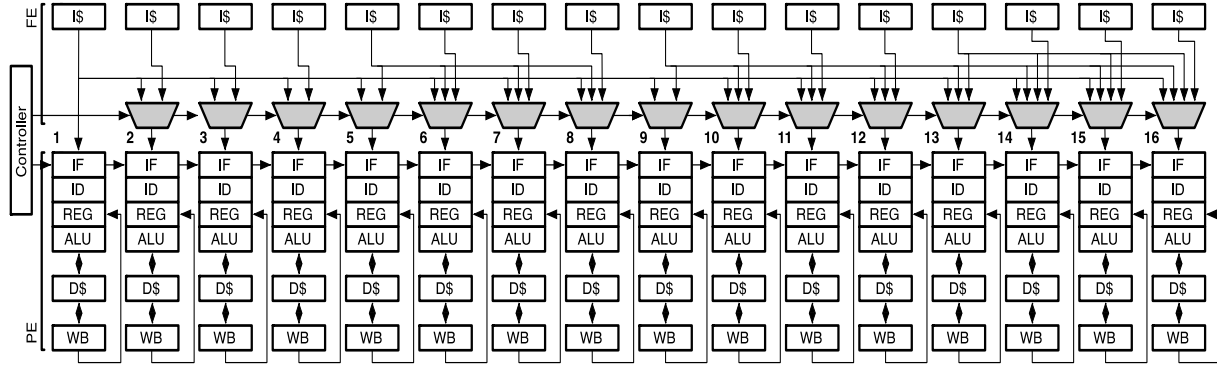 FE
I$ I$ I$ I$ I$ I$ I$ I$ I$ I$ I$ I$ I$ I$ I$ I$
Controller
1 2 3 4 5 6 7 8 9 10 11 12 13 14 15 16
IF IF IF IF IF IF IF IF IF IF IF IF IF IF IF IF
ID ID ID ID ID ID ID ID ID ID ID ID ID ID ID ID
REG REG REG REG REG REG REG REG REG REG REG REG REG REG REG REG
ALU ALU ALU ALU ALU ALU ALU ALU ALU ALU ALU ALU ALU ALU ALU ALU
D$ D$ D$ D$ D$ D$ D$ D$ D$ D$ D$ D$ D$ D$ D$ D$
PE
WB WB WB WB WB WB WB WB WB WB WB WB WB WB WB WB